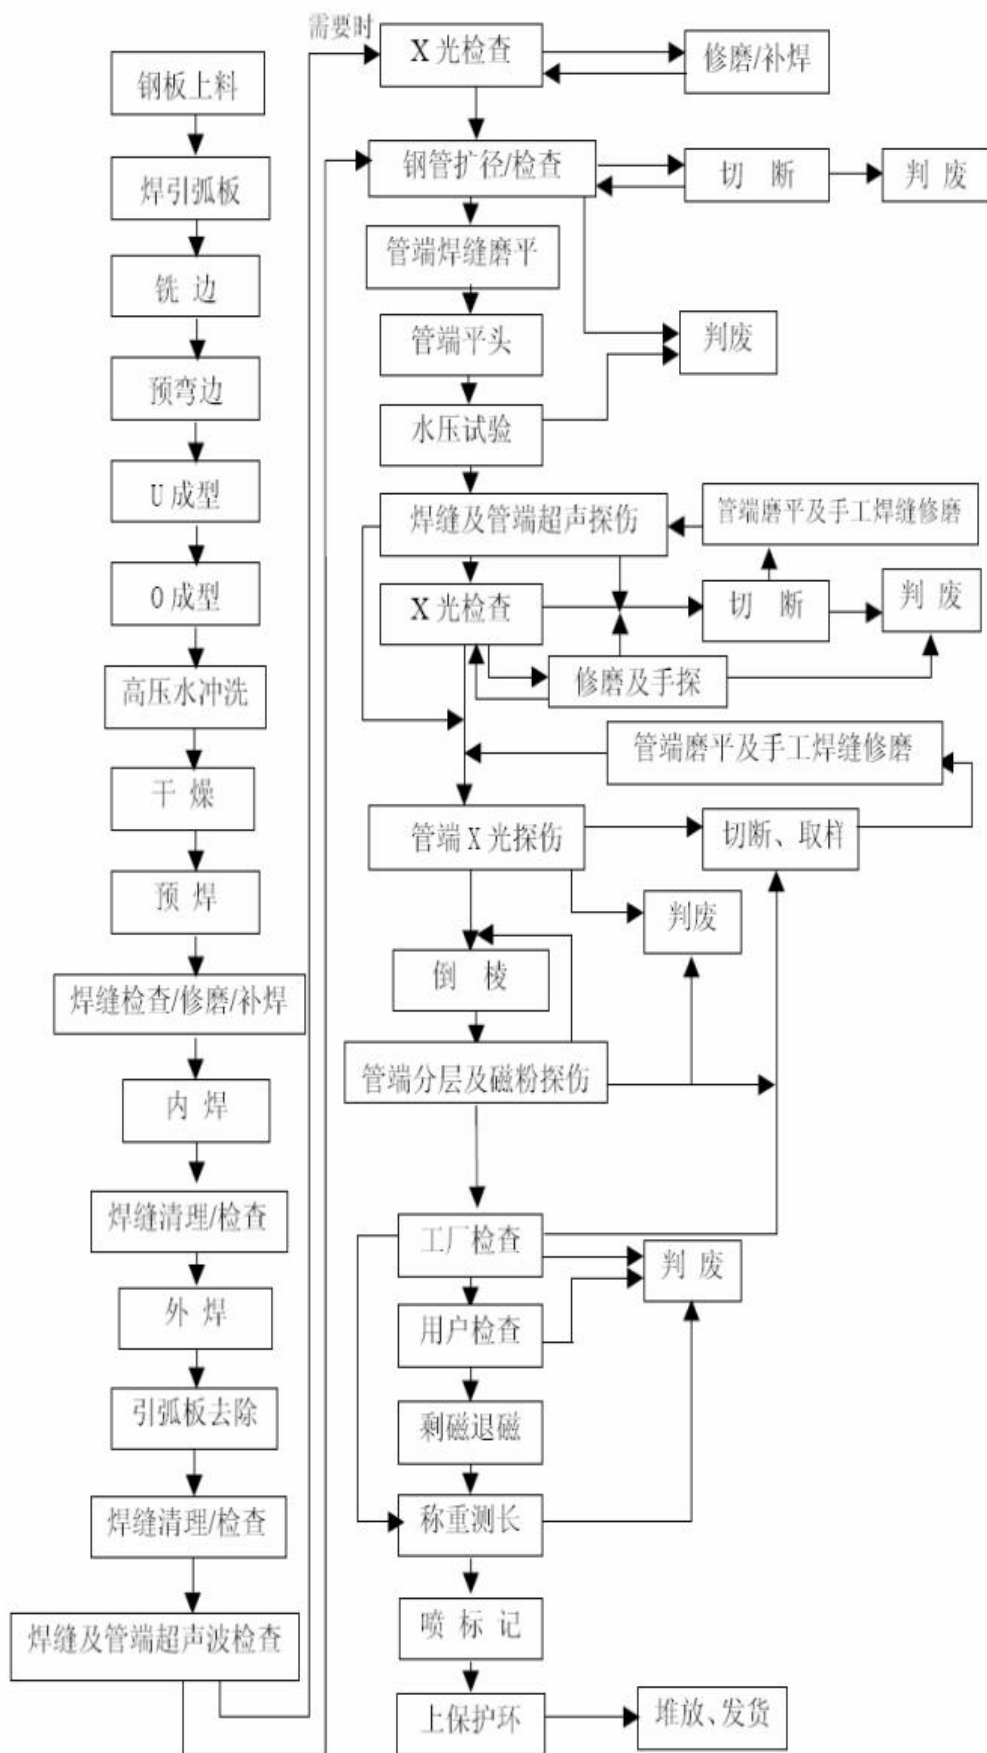 钢板上料
焊引弧板
铣 边
预弯边
U 成型
O 成型
高压水冲洗
干 燥
预 焊
焊缝检查/修磨/补焊
内 焊
焊缝清理/检查
外 焊
引弧板去除
焊缝清理/检查
焊缝及管端超声波检查
需要时
X 光检查
修磨/补焊
钢管扩径/检查
切 断
判 废
管端焊缝磨平
管端平头
判废
水压试验
焊缝及管端超声探伤
管端磨平及手工焊缝修磨
X 光检查
切 断
判 废
修磨及手探
管端磨平及手工焊缝修磨
管端 X 光探伤
切断、取样
判废
倒 棱
管端分层及磁粉探伤
工厂检查
判 废
用户检查
剩磁退磁
称重测长
喷 标 记
上保护环
堆放、发货